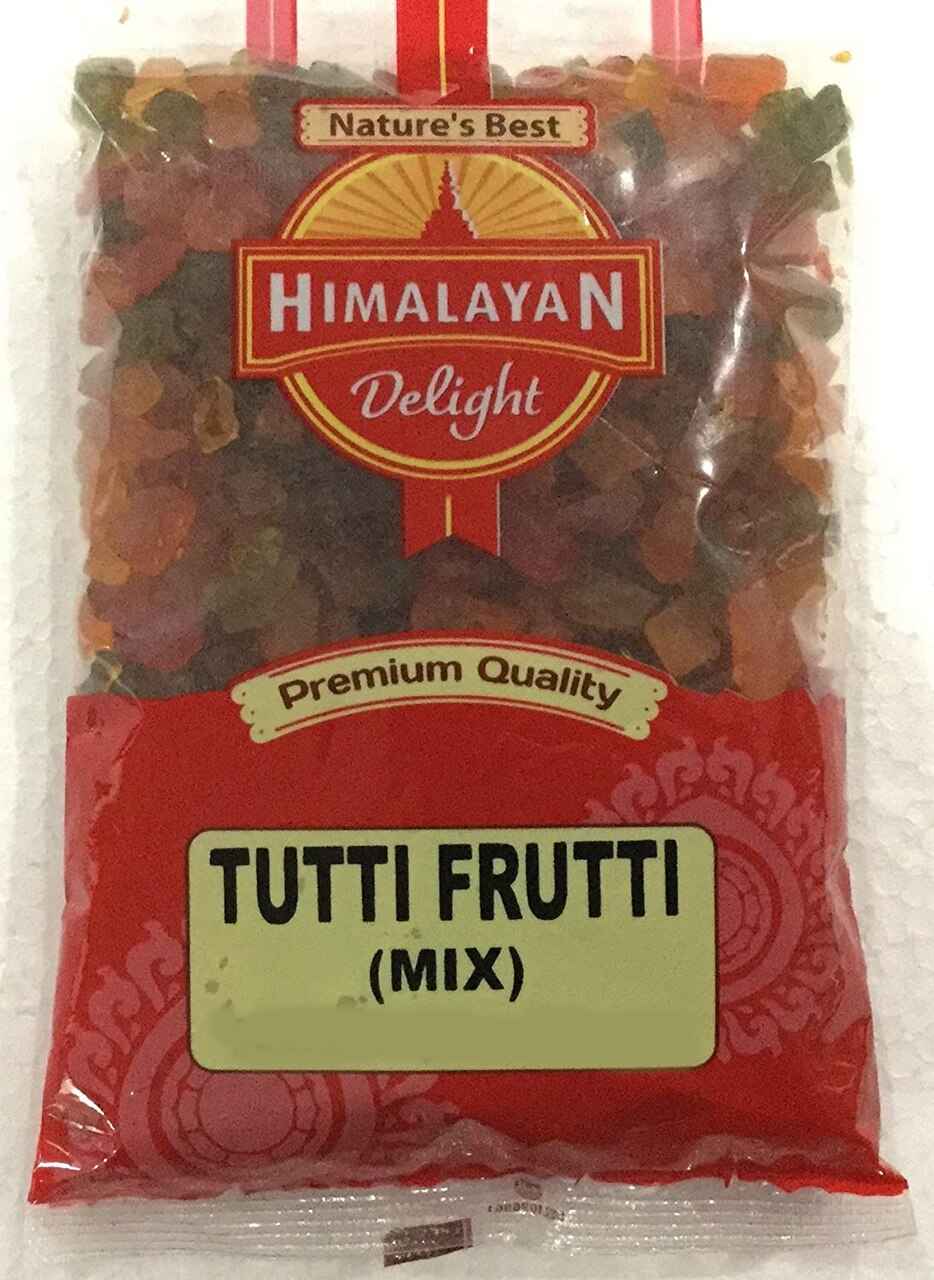 Nature's Best
HIMALAYAN
Delight
Premium Quality
TUTTI FRUTTI
(MIX)